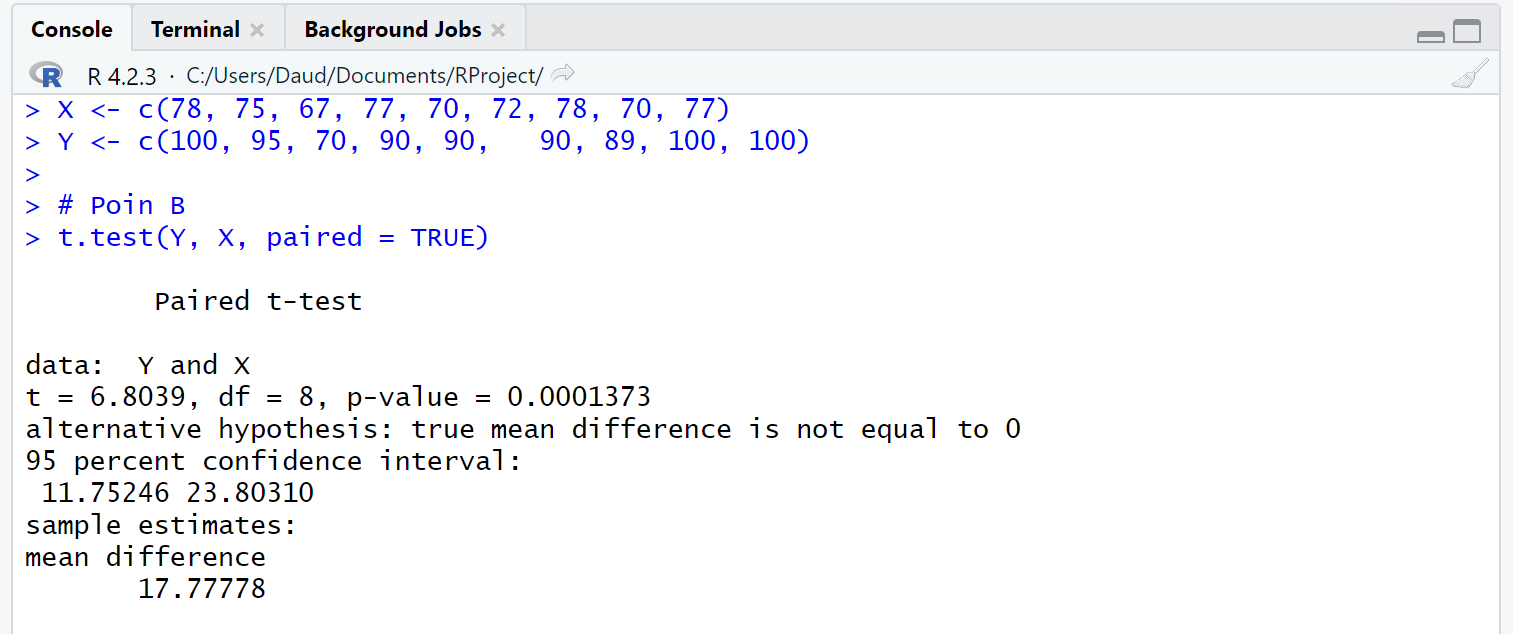 Console Terminal Background Jobs
R R 4.2.3 · C:/Users/Daud/Documents/RProject/
> X <- c(78, 75, 67, 77, 70, 72, 78, 70, 77)
> Y <- c(100, 95, 70, 90, 90,   90, 89, 100, 100)
>
> # Poin B
> t.test(Y, X, paired = TRUE)
Paired t-test
data:  Y and X
t = 6.8039, df = 8, p-value = 0.0001373
alternative hypothesis: true mean difference is not equal to 0
95 percent confidence interval:
11.75246 23.80310
sample estimates:
mean difference
17.77778